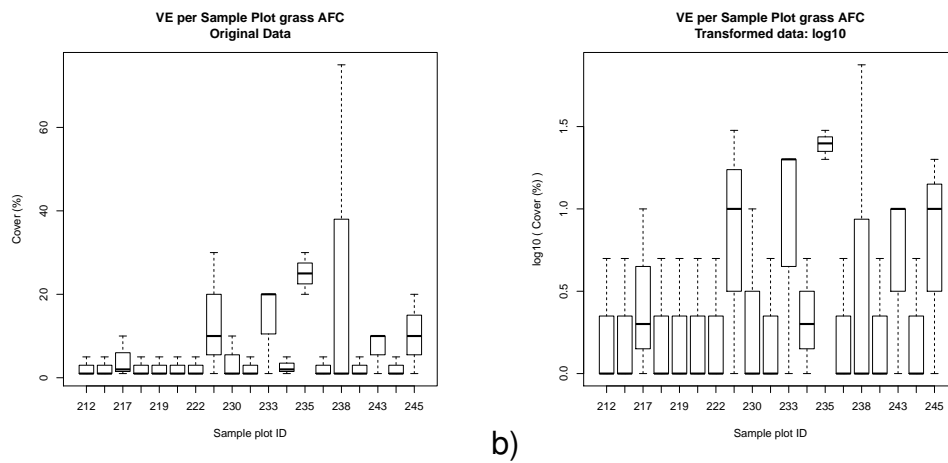 VE per Sample Plot grass AFC
Original Data
60
40
20
0
Cover (%)
212 217 219 222 230 233 235 238 243 245
Sample plot ID
b)
VE per Sample Plot grass AFC
Transformed data: log10
1.5
1.0
0.5
0.0
log10 ( Cover (%) )
212 217 219 222 230 233 235 238 243 245
Sample plot ID